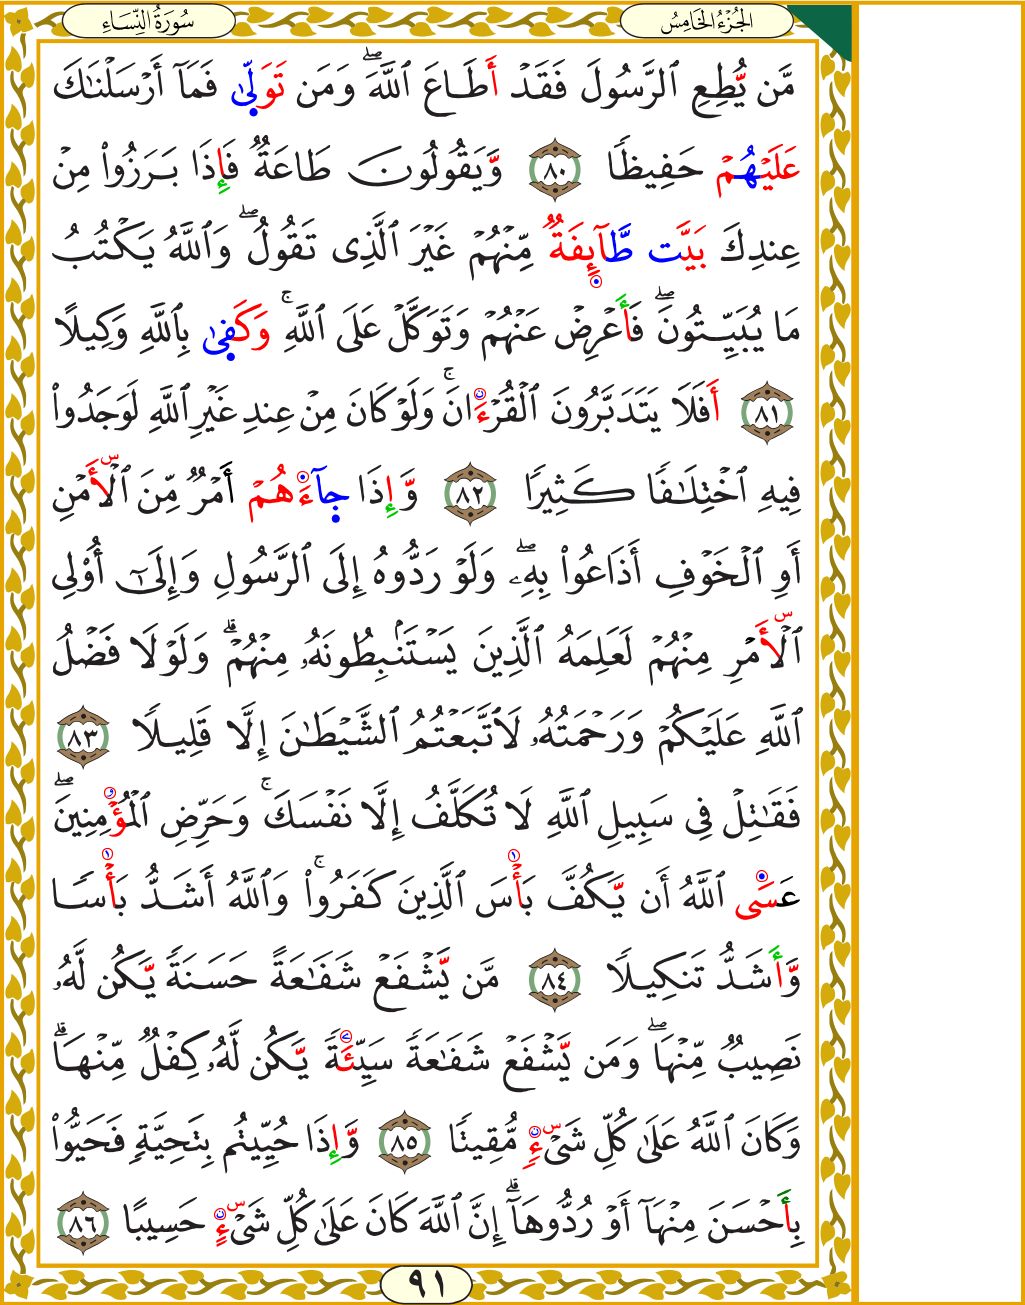 سُورَةُ النِّسَاءِ
الجُزْءُ الخَامِسُ
مَّن يُّطِعِ ٱلرَّسُولَ فَقَدْ أَطَاعَ ٱللَّهَۖ وَمَن تَوَلّٰى فَمَآ أَرْسَلْنَٰكَ
عَلَيْهُمْ حَفِيظًا ٨٠ وَّيَقُولُونَ طَاعَةٌ فَإِذَا بَرَزُواْ مِنْ
عِندِكَ بَيَّت طَّآئِفَةٌ مِّنْهُمْ غَيْرَ ٱلَّذِى تَقُولُۖ وَٱللَّهُ يَكْتُبُ
مَا يُبَيِّتُونَۖ فَأَعْرِضْ عَنْهُمْ وَتَوَكَّلْ عَلَى ٱللَّهِۚ وَكَفٰى بِٱللَّهِ وَكِيلًا
٨١ أَفَلَا يَتَدَبَّرُونَ ٱلْقُرْءَانَۚ وَلَوْ كَانَ مِنْ عِندِ غَيْرِ ٱللَّهِ لَوَجَدُواْ
فِيهِ ٱخْتِلَٰفًا كَثِيرًا ٨٢ وَّإِذَا جَآءَهُمْ أَمْرٌ مِّنَ ٱلْأَمْنِ
أَوِ ٱلْخَوْفِ أَذَاعُواْ بِهِۦۖ وَلَوْ رَدُّوهُ إِلَى ٱلرَّسُولِ وَإِلَىٰٓ أُوْلِى
ٱلْأَمْرِ مِنْهُمْ لَعَلِمَهُ ٱلَّذِينَ يَسْتَنۢبِطُونَهُۥ مِنْهُمْۗ وَلَوْلَا فَضْلُ
ٱللَّهِ عَلَيْكُمْ وَرَحْمَتُهُۥ لَٱتَّبَعْتُمُ ٱلشَّيْطَٰنَ إِلَّا قَلِيلًا ٨٣
فَقَٰتِلْ فِى سَبِيلِ ٱللَّهِ لَا تُكَلَّفُ إِلَّا نَفْسَكَۚ وَحَرِّضِ ٱلْمُؤْمِنِينَۖ
عَسَى ٱللَّهُ أَن يَّكُفَّ بَأْسَ ٱلَّذِينَ كَفَرُواْۚ وَٱللَّهُ أَشَدُّ بَأْسًا
وَّأَشَدُّ تَنكِيلًا ٨٤ مَّن يَّشْفَعْ شَفَٰعَةً حَسَنَةً يَّكُن لَّهُۥ
نَصِيبٌ مِّنْهَاۖ وَمَن يَّشْفَعْ شَفَٰعَةً سَيِّئَةً يَّكُن لَّهُۥ كِفْلٌ مِّنْهَاۗ
وَكَانَ ٱللَّهُ عَلَىٰ كُلِّ شَىْءٍ مُّقِيتًا ٨٥ وَّإِذَا حُيِّيتُم بِتَحِيَّةٍ فَحَيُّواْ
بِأَحْسَنَ مِنْهَآ أَوْ رُدُّوهَآۗ إِنَّ ٱللَّهَ كَانَ عَلَىٰ كُلِّ شَىْءٍ حَسِيبًا ٨٦
٩١